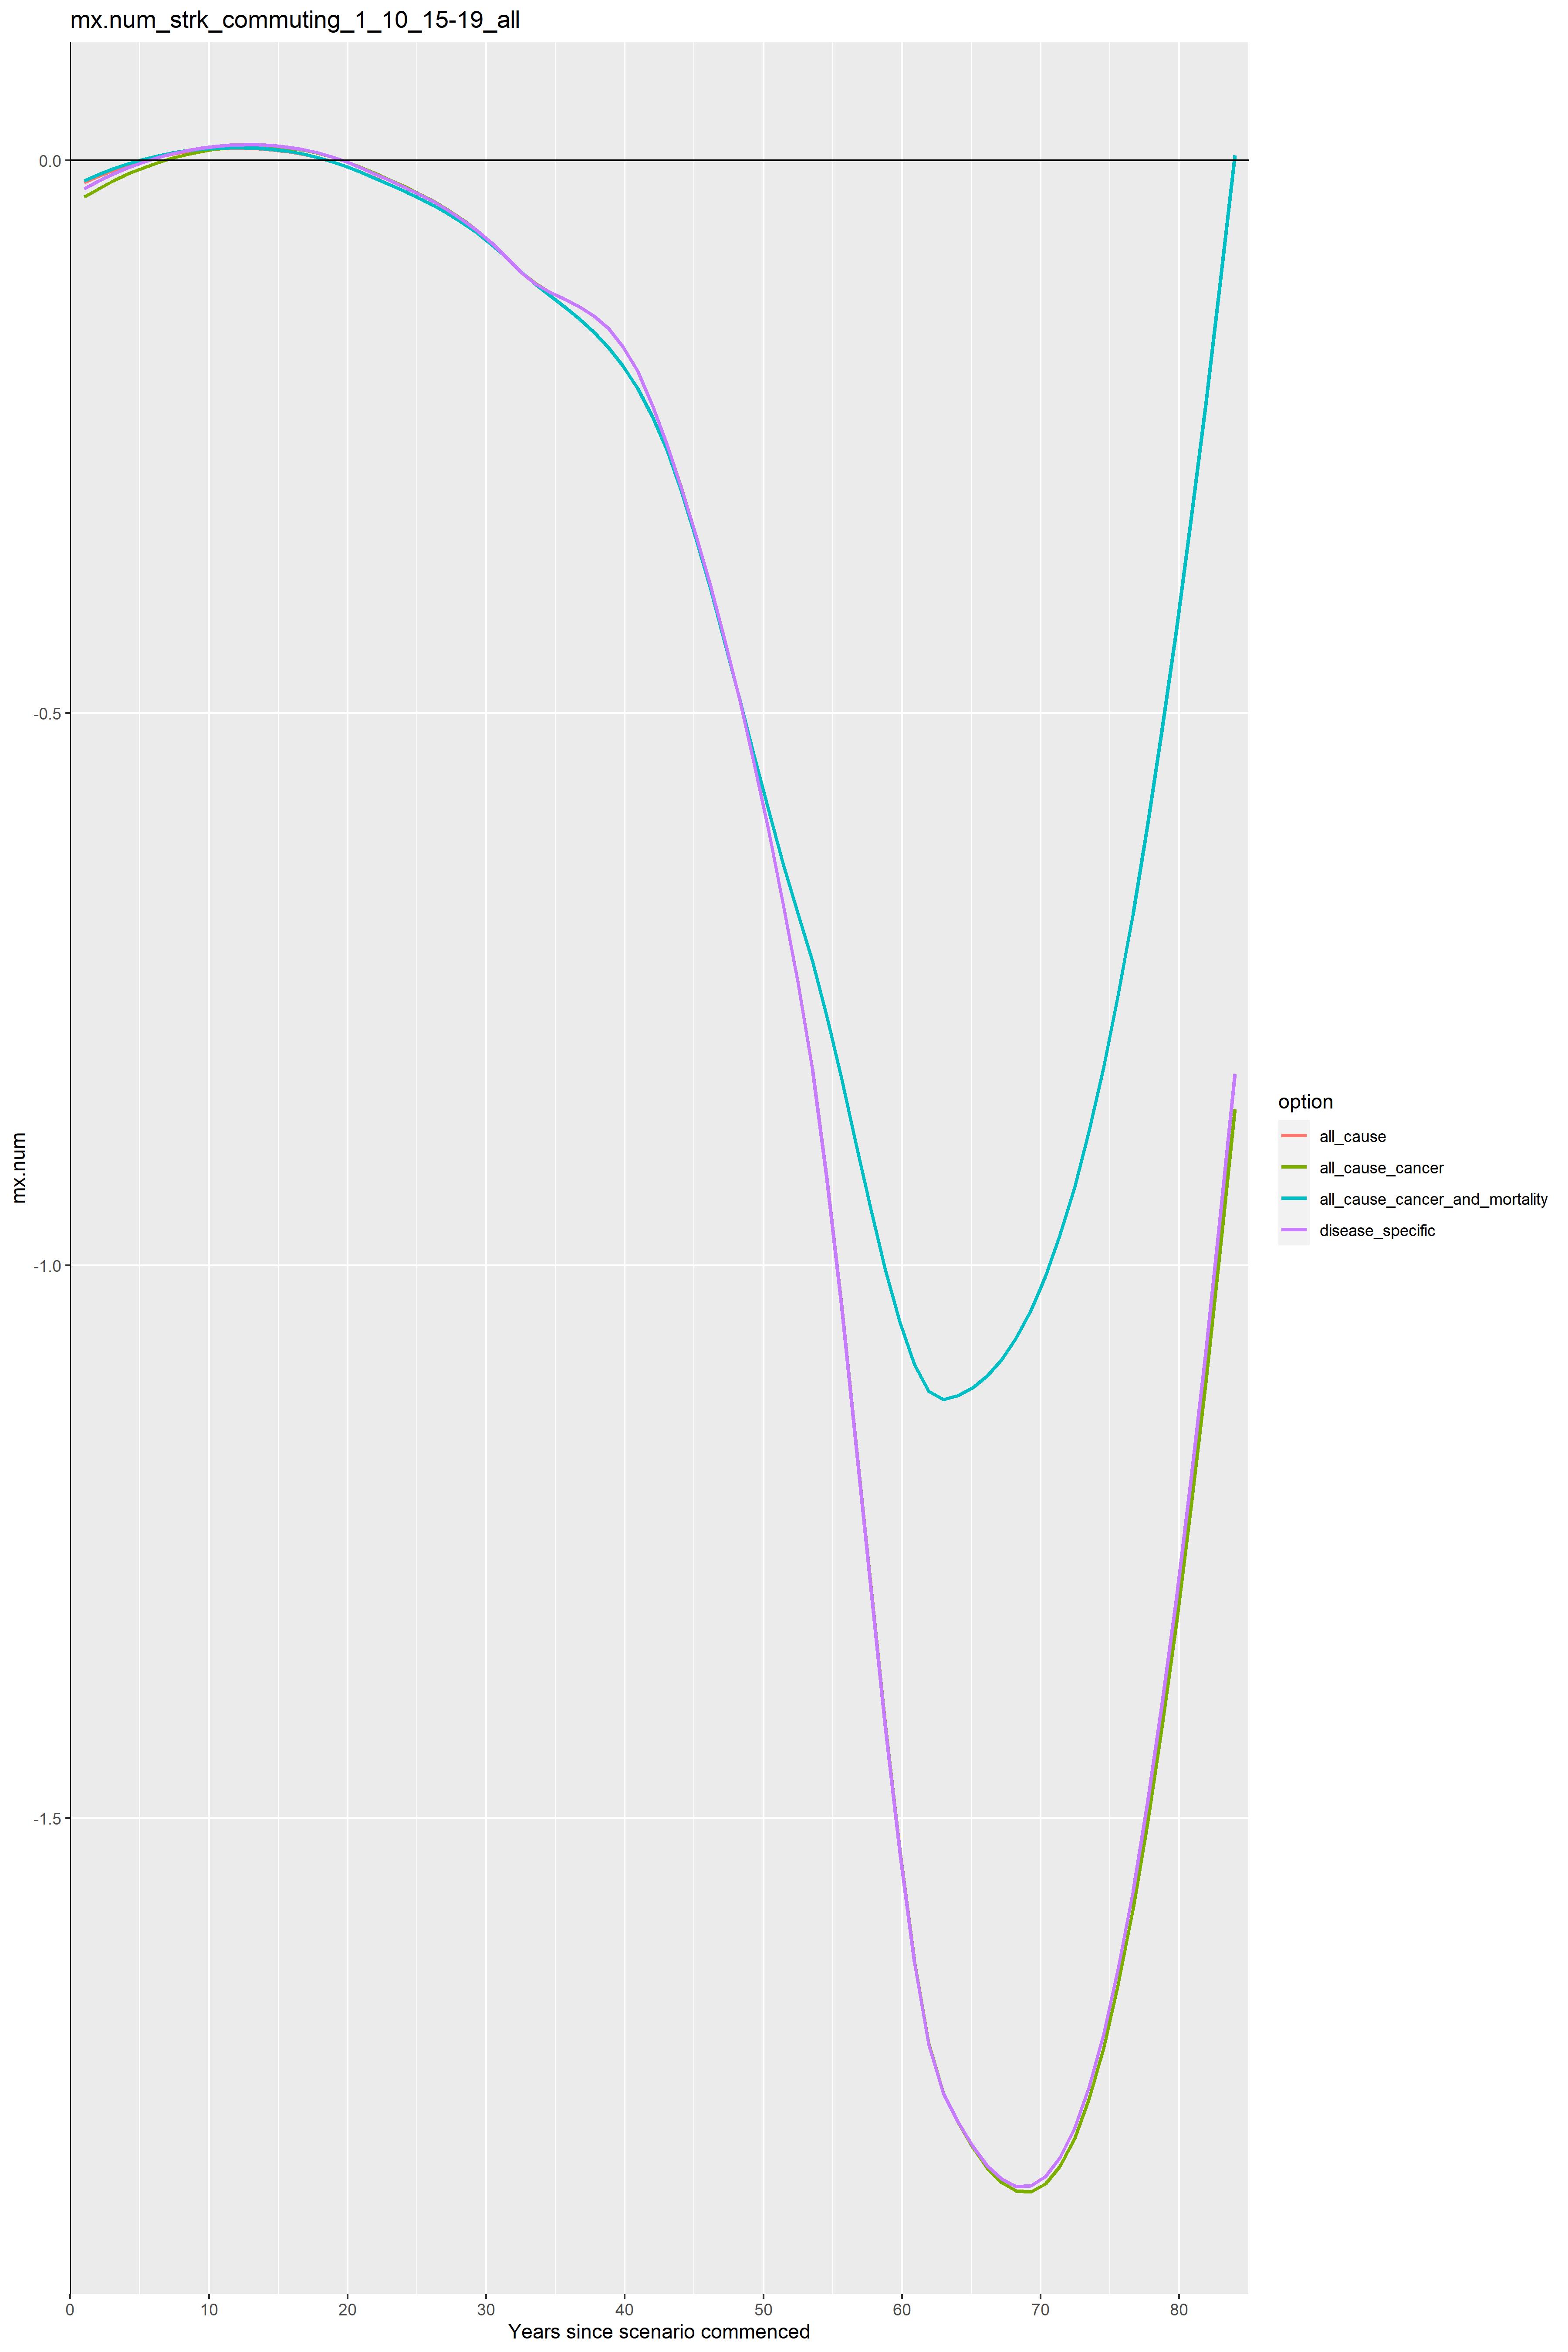 mx.num_strk_commuting_1_10_15-19_all
0.0
-0.5
-1.0
-1.5
mx.num
0 10 20 30 40 50 60 70 80
Years since scenario commenced
option
all_cause
all_cause_cancer
all_cause_cancer_and_mortality
disease_specific